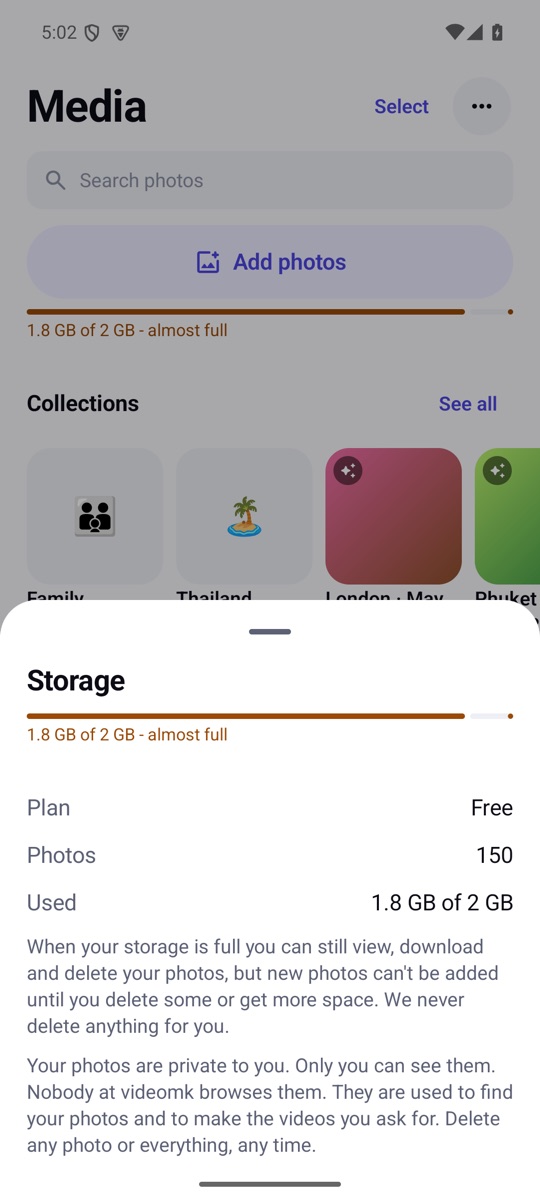 5:02
Media
Select
Search photos
Add photos
1.8 GB of 2 GB - almost full
Collections
See all
Family
Thailand
London · May
Phuket
Storage
1.8 GB of 2 GB - almost full
Plan Free
Photos 150
Used 1.8 GB of 2 GB
When your storage is full you can still view, download
and delete your photos, but new photos can't be added
until you delete some or get more space. We never
delete anything for you.
Your photos are private to you. Only you can see them.
Nobody at videomk browses them. They are used to find
your photos and to make the videos you ask for. Delete
any photo or everything, any time.